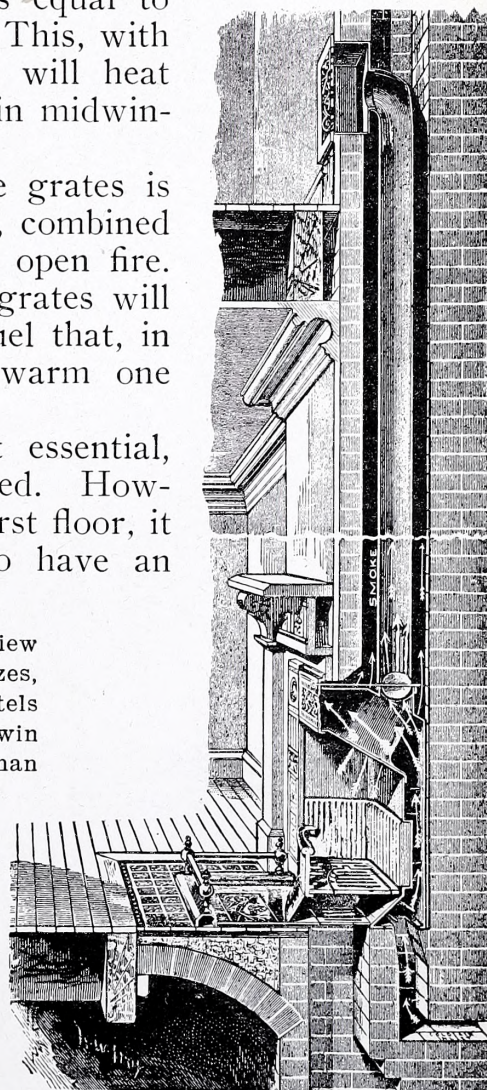 s equal to
This, with
will heat
in midwin-
e grates is
, combined
open fire.
grates will
uel that, in
warm one
t essential,
ed. How-
rst floor, it
o have an
iew
zes,
tels
win
nan
SMOKE